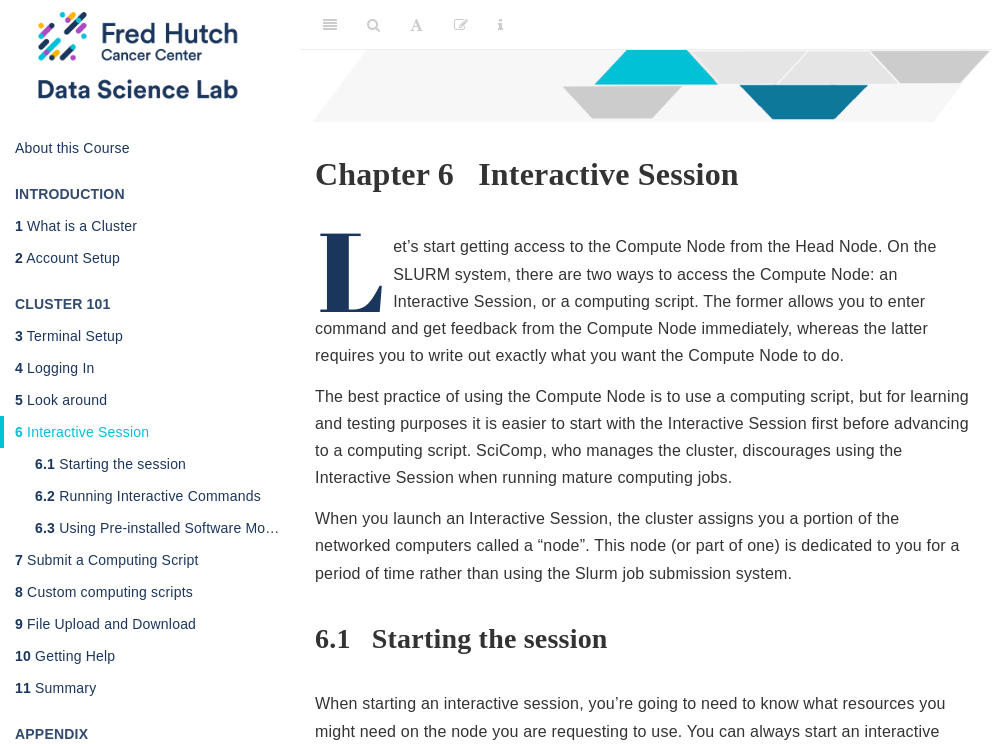 Fred Hutch
Cancer Center
Data Science Lab
About this Course
INTRODUCTION
1 What is a Cluster
2 Account Setup
CLUSTER 101
3 Terminal Setup
4 Logging In
5 Look around
6 Interactive Session
6.1 Starting the session
6.2 Running Interactive Commands
6.3 Using Pre-installed Software Mo…
7 Submit a Computing Script
8 Custom computing scripts
9 File Upload and Download
10 Getting Help
11 Summary
APPENDIX
Chapter 6 Interactive Session
Let’s start getting access to the Compute Node from the Head Node. On the
SLURM system, there are two ways to access the Compute Node: an
Interactive Session, or a computing script. The former allows you to enter
command and get feedback from the Compute Node immediately, whereas the latter
requires you to write out exactly what you want the Compute Node to do.
The best practice of using the Compute Node is to use a computing script, but for learning
and testing purposes it is easier to start with the Interactive Session first before advancing
to a computing script. SciComp, who manages the cluster, discourages using the
Interactive Session when running mature computing jobs.
When you launch an Interactive Session, the cluster assigns you a portion of the
networked computers called a “node”. This node (or part of one) is dedicated to you for a
period of time rather than using the Slurm job submission system.
6.1 Starting the session
When starting an interactive session, you’re going to need to know what resources you
might need on the node you are requesting to use. You can always start an interactive